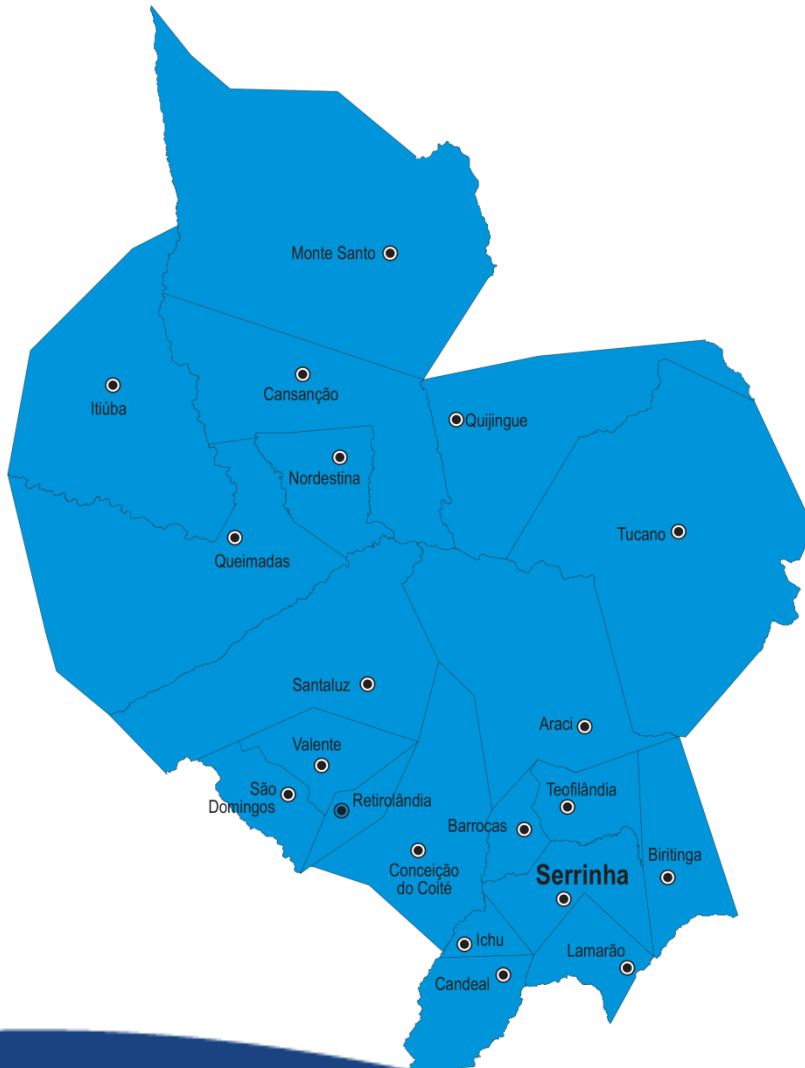 Monte Santo
Cansanção
Itiúba
Quijingue
Nordestina
Tucano
Queimadas
Santaluz
Araci
Valente
São
Domingos
Retirolândia
Teofilândia
Barrocas
Conceição
do Coité
Biritinga
Serrinha
Ichu
Lamarão
Candeal